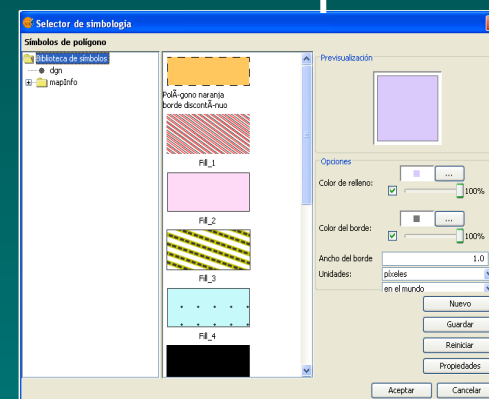 Selector de simbología
Símbolos de polígono
Biblioteca de símbolos
dgn
mapInfo
PolÃ­gono naranja
borde discontÃ­nuo
Fill_1
Fill_2
Fill_3
Fill_4
Previsualización
Opciones
Color de relleno:
...
100%
Color del borde:
...
100%
Ancho del borde
1.0
Unidades:
píxeles
en el mundo
Nuevo
Guardar
Reiniciar
Propiedades
Aceptar
Cancelar